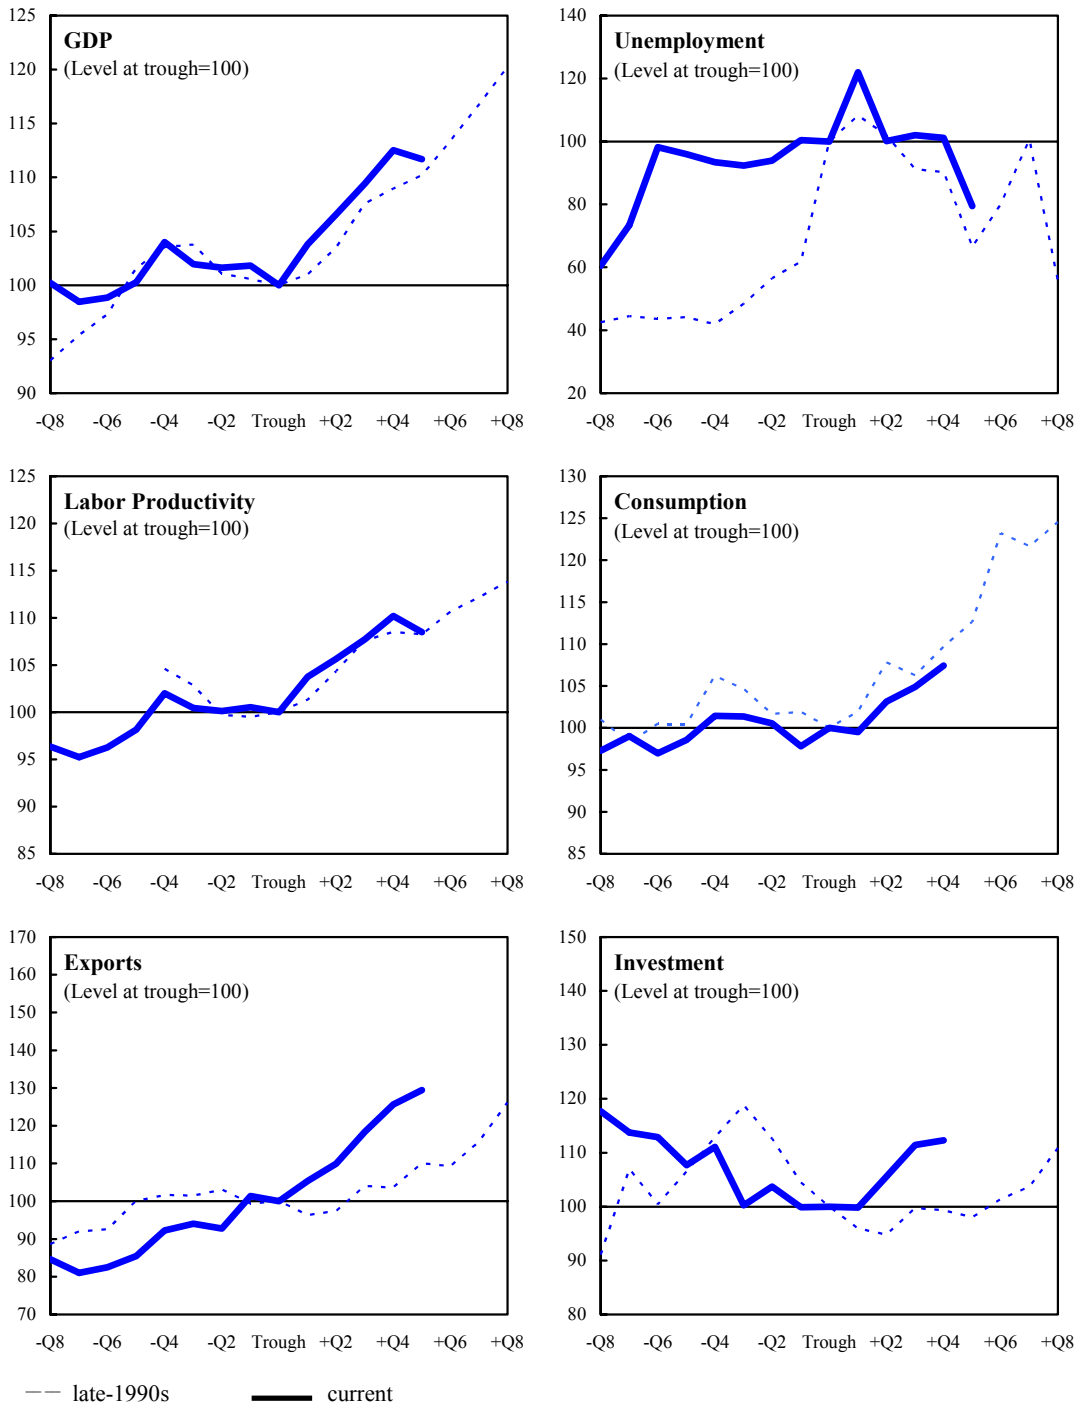 GDP
(Level at trough=100)
125
120
115
110
105
100
95
90
-Q8 -Q6 -Q4 -Q2 Trough +Q2 +Q4 +Q6 +Q8
Unemployment
(Level at trough=100)
140
120
100
80
60
40
20
-Q8 -Q6 -Q4 -Q2 Trough +Q2 +Q4 +Q6 +Q8
Labor Productivity
(Level at trough=100)
125
120
115
110
105
100
95
90
85
-Q8 -Q6 -Q4 -Q2 Trough +Q2 +Q4 +Q6 +Q8
Consumption
(Level at trough=100)
130
125
120
115
110
105
100
95
90
85
-Q8 -Q6 -Q4 -Q2 Trough +Q2 +Q4 +Q6 +Q8
Exports
(Level at trough=100)
170
160
150
140
130
120
110
100
90
80
70
-Q8 -Q6 -Q4 -Q2 Trough +Q2 +Q4 +Q6 +Q8
Investment
(Level at trough=100)
150
140
130
120
110
100
90
80
-Q8 -Q6 -Q4 -Q2 Trough +Q2 +Q4 +Q6 +Q8
late-1990s current